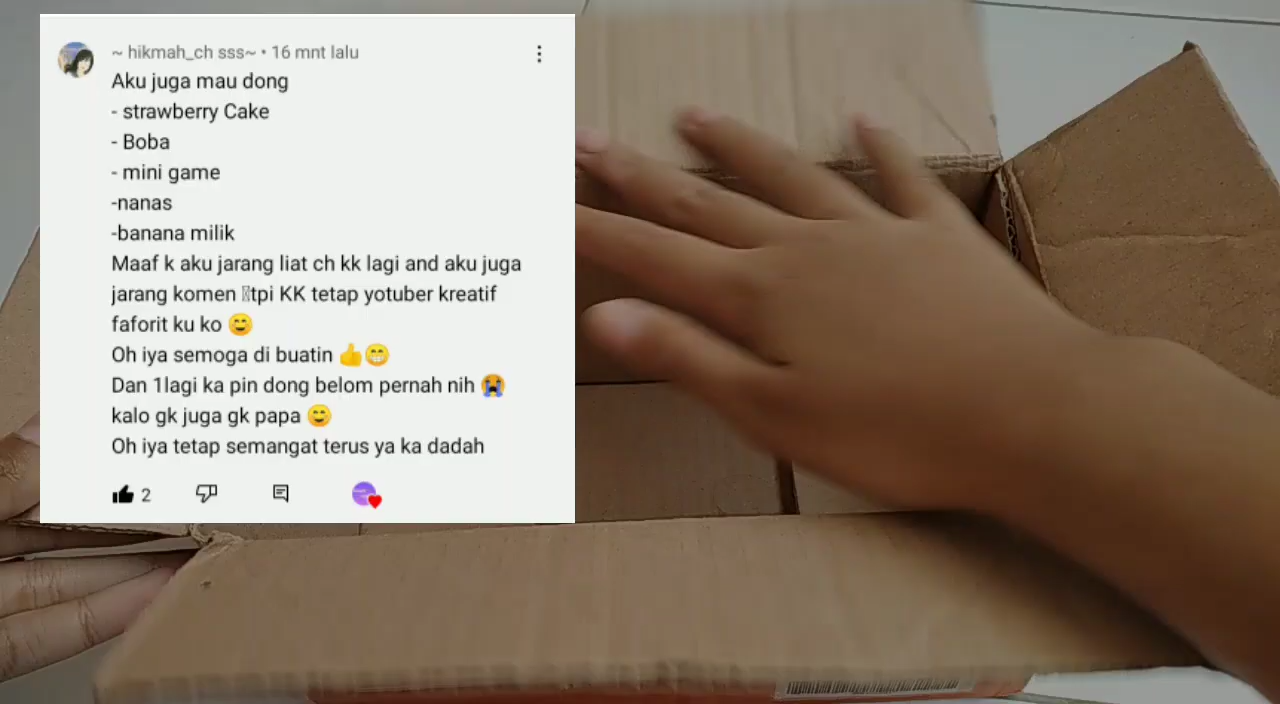 ~ hikmah_ch sss~ • 16 mnt lalu
Aku juga mau dong
- strawberry Cake
- Boba
- mini game
-nanas
-banana milik
Maaf k aku jarang liat ch kk lagi and aku juga
jarang komen tpi KK tetap yotuber kreatif
faforit ku ko 😊
Oh iya semoga di buatin 👍😁
Dan 1lagi ka pin dong belom pernah nih 😭
kalo gk juga gk papa 😊
Oh iya tetap semangat terus ya ka dadah
2